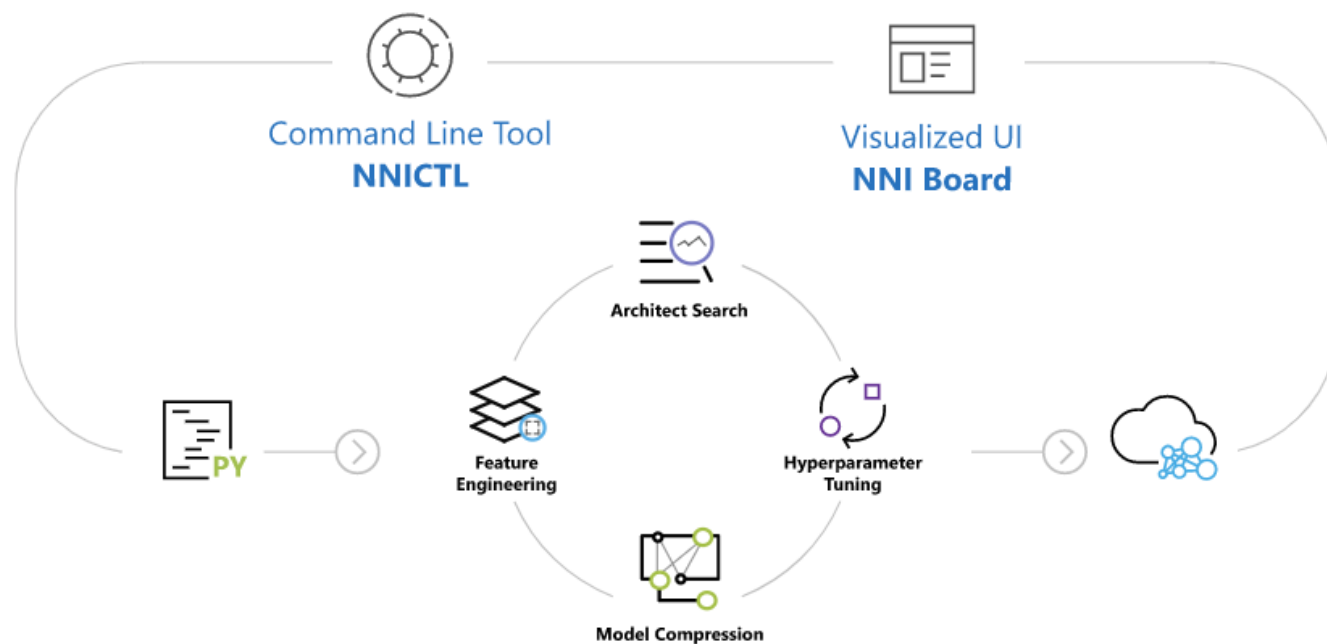 Command Line Tool
NNICTL
Visualized UI
NNI Board
Architect Search
PY
Feature
Engineering
Hyperparameter
Tuning
Model Compression